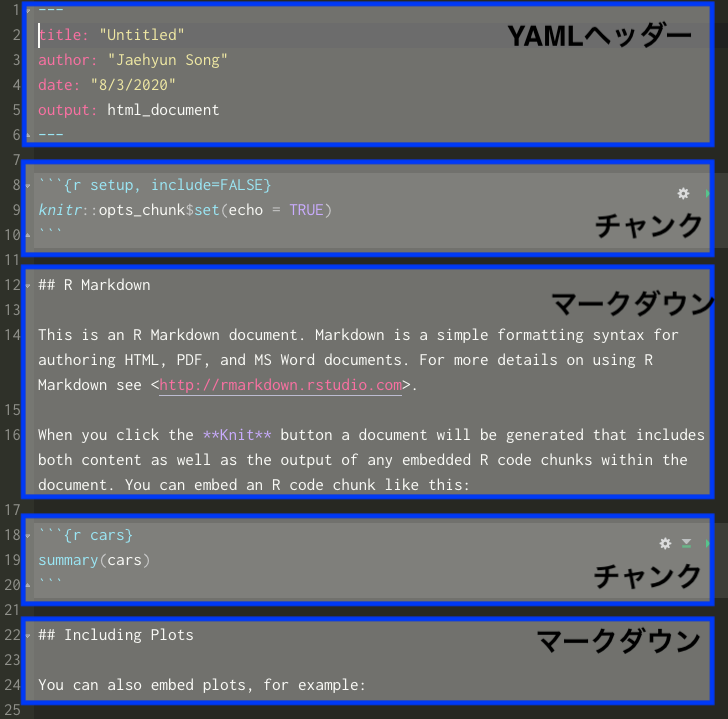 1 ---
YAMLヘッダー
2 title: "Untitled"
3 author: "Jaehyun Song"
4 date: "8/3/2020"
5 output: html_document
6 ---
7
8 ```{r setup, include=FALSE}
9 knitr::opts_chunk$set(echo = TRUE)
チャンク
10 ```
11
12 ## R Markdown
マークダウン
13
14 This is an R Markdown document. Markdown is a simple formatting syntax for
authoring HTML, PDF, and MS Word documents. For more details on using R
Markdown see <http://rmarkdown.rstudio.com>.
15
16 When you click the **Knit** button a document will be generated that includes
both content as well as the output of any embedded R code chunks within the
document. You can embed an R code chunk like this:
17
18 ```{r cars}
19 summary(cars)
チャンク
20 ```
21
22 ## Including Plots
マークダウン
23
24 You can also embed plots, for example:
25